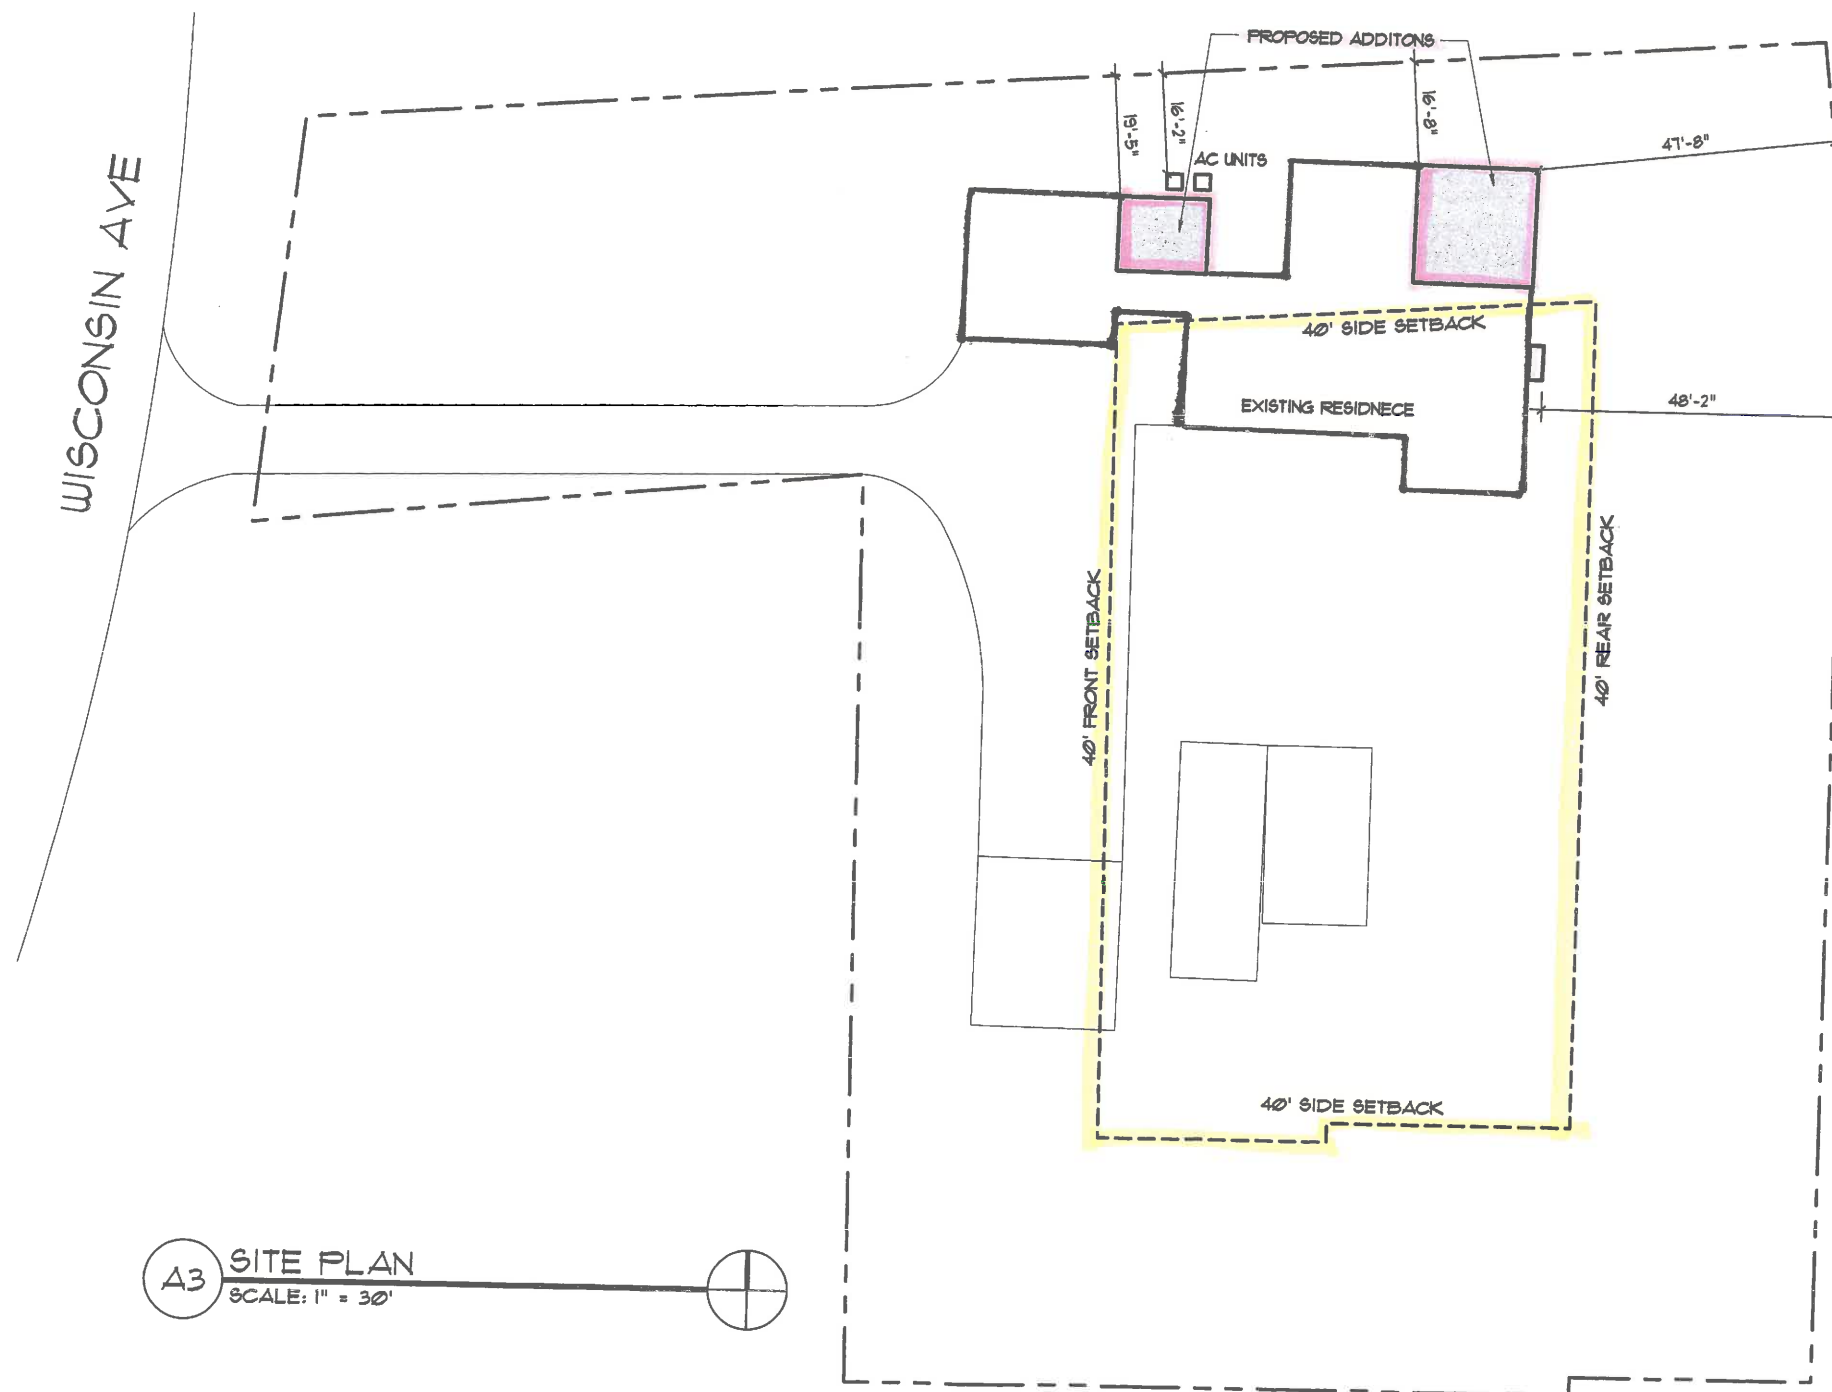 PROPOSED ADDITONS
19'-5"
16'-2"
16'-8"
47'-8"
AC UNITS
WISCONSIN AVE
40' SIDE SETBACK
EXISTING RESIDNECE
48'-2"
40' FRONT SETBACK
40' REAR SETBACK
40' SIDE SETBACK
A3
SITE PLAN
SCALE: 1" = 30'